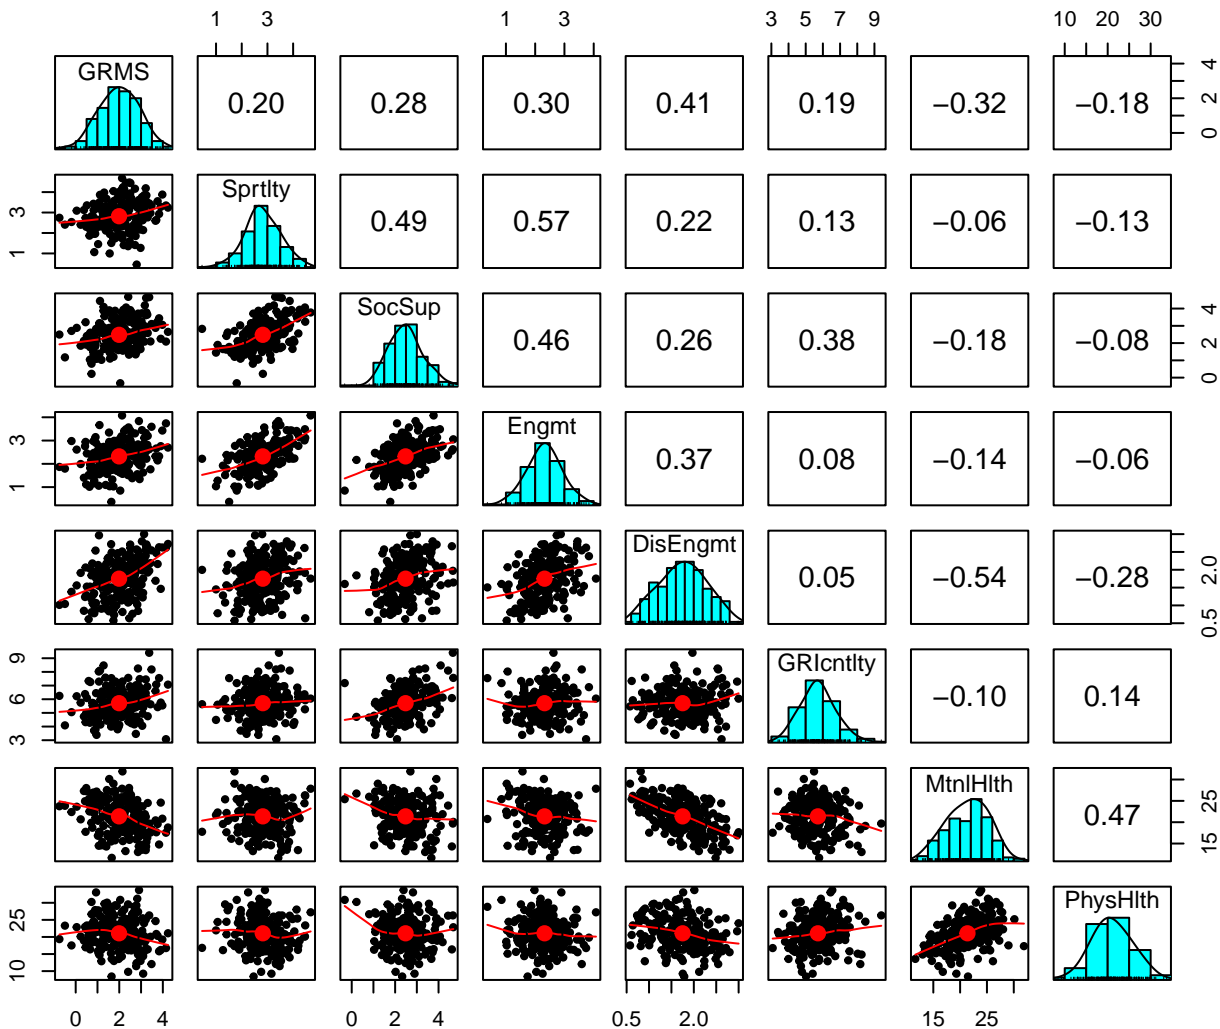 1 3 1 3 3 5 7 9 10 20 30
GRMS 0.20 0.28 0.30 0.41 0.19 −0.32 −0.18 0 2 4
1 3 Sprtlty 0.49 0.57 0.22 0.13 −0.06 −0.13
SocSup 0.46 0.26 0.38 −0.18 −0.08 0 2 4
1 3 Engmt 0.37 0.08 −0.14 −0.06
DisEngmt 0.05 −0.54 −0.28 0.5 2.0
3 6 9 GRIcntlty −0.10 0.14
MtnlHlth 0.47 15 25
10 25 PhysHlth
0 2 4 0 2 4 0.5 2.0 15 25